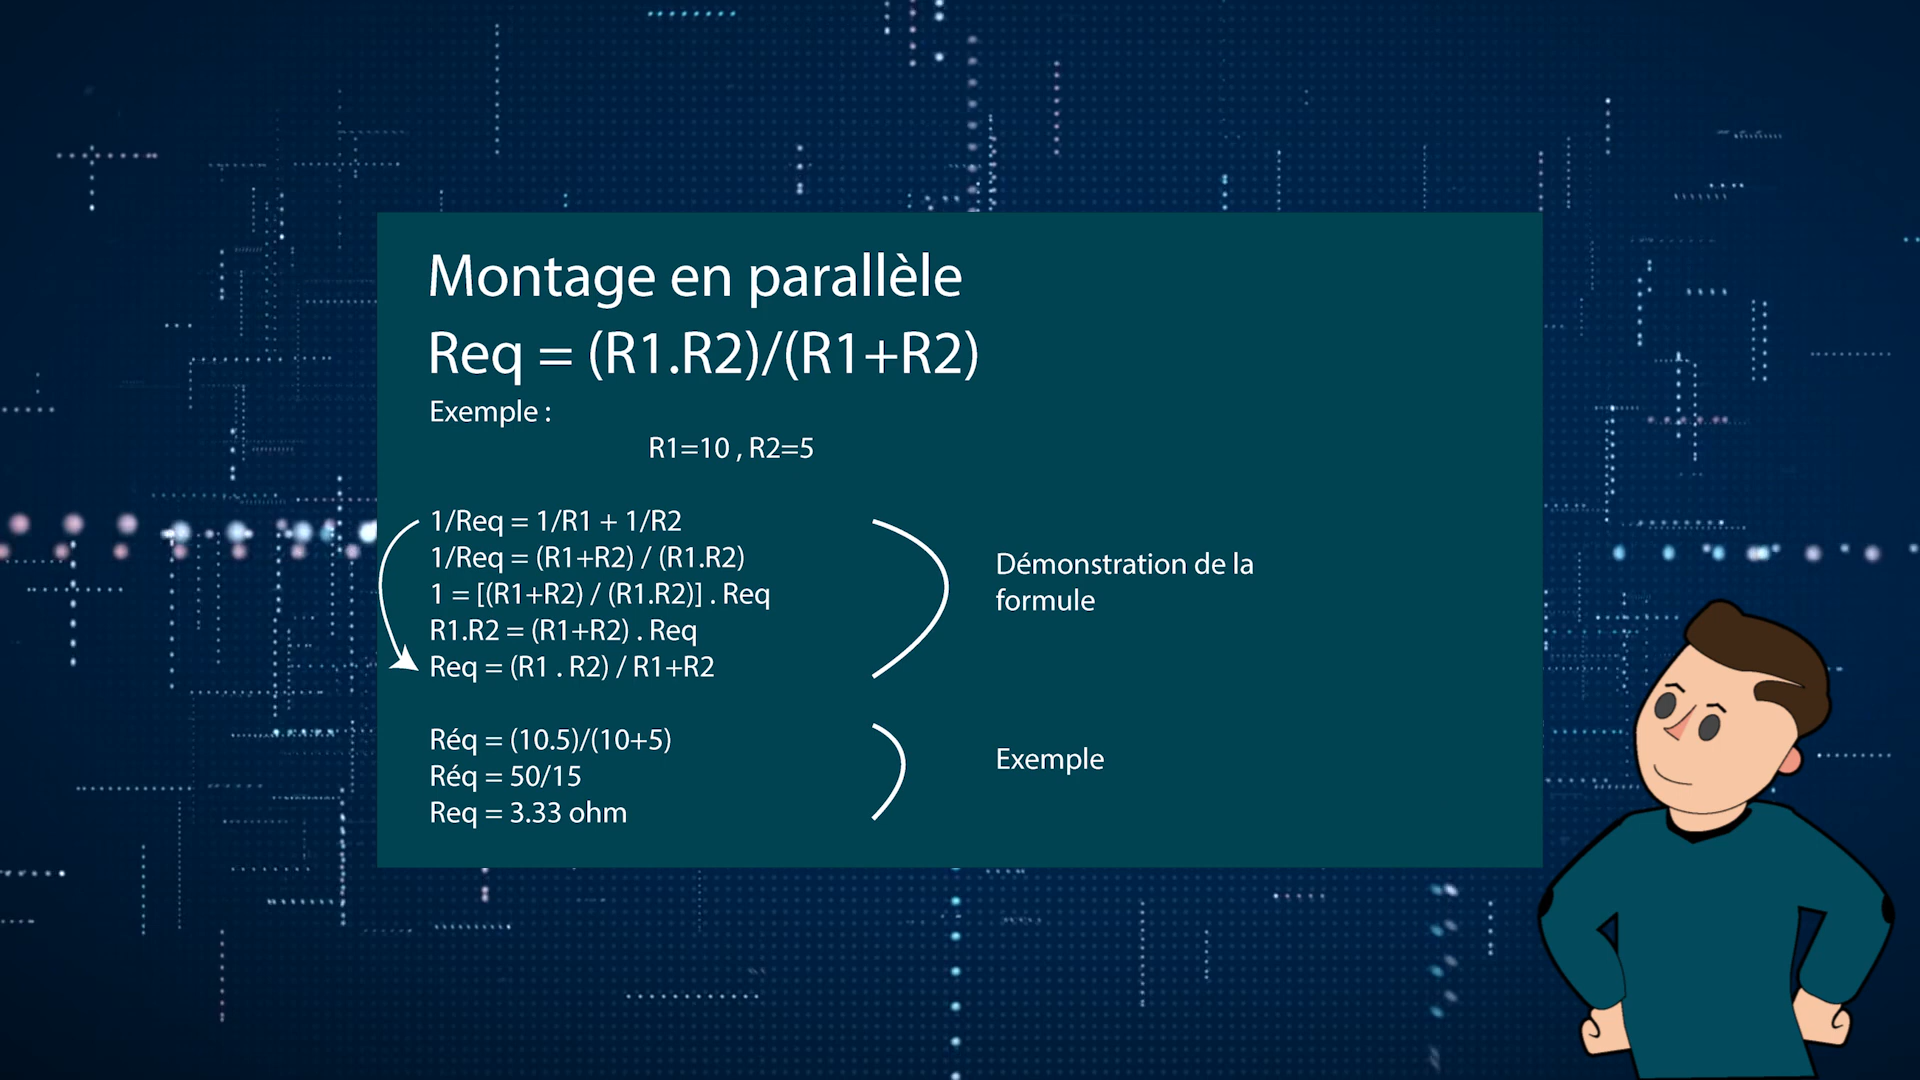 Montage en parallèle
Req = (R1.R2)/(R1+R2)
Exemple :
R1=10 , R2=5
1/Req = 1/R1 + 1/R2
1/Req = (R1+R2) / (R1.R2)
1 = [(R1+R2) / (R1.R2)] . Req
R1.R2 = (R1+R2) . Req
Req = (R1 . R2) / R1+R2
Démonstration de la
formule
Réq = (10.5)/(10+5)
Réq = 50/15
Req = 3.33 ohm
Exemple